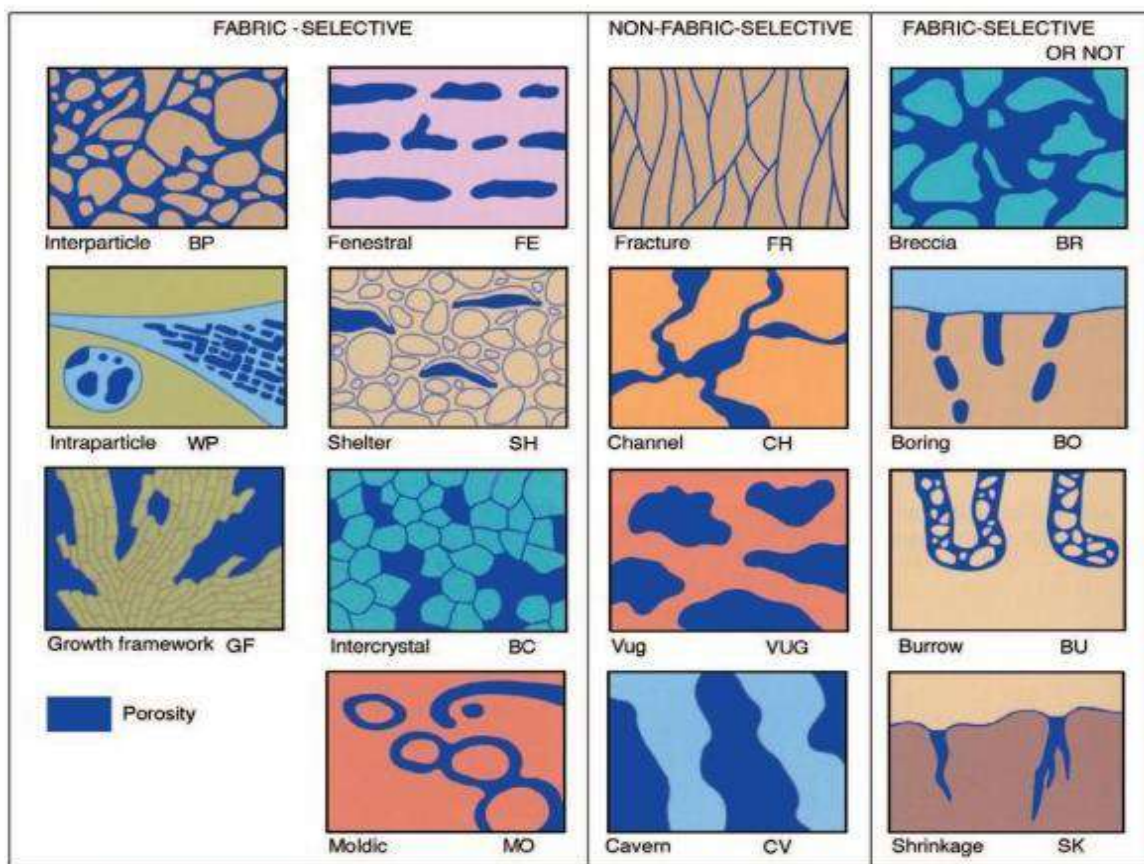 FABRIC - SELECTIVE
NON-FABRIC-SELECTIVE
FABRIC-SELECTIVE
OR NOT
Interparticle BP
Fenestral FE
Fracture FR
Breccia BR
Intraparticle WP
Shelter SH
Channel CH
Boring BO
Growth framework GF
Intercrystal BC
Vug VUG
Burrow BU
Porosity
Moldic MO
Cavern CV
Shrinkage SK